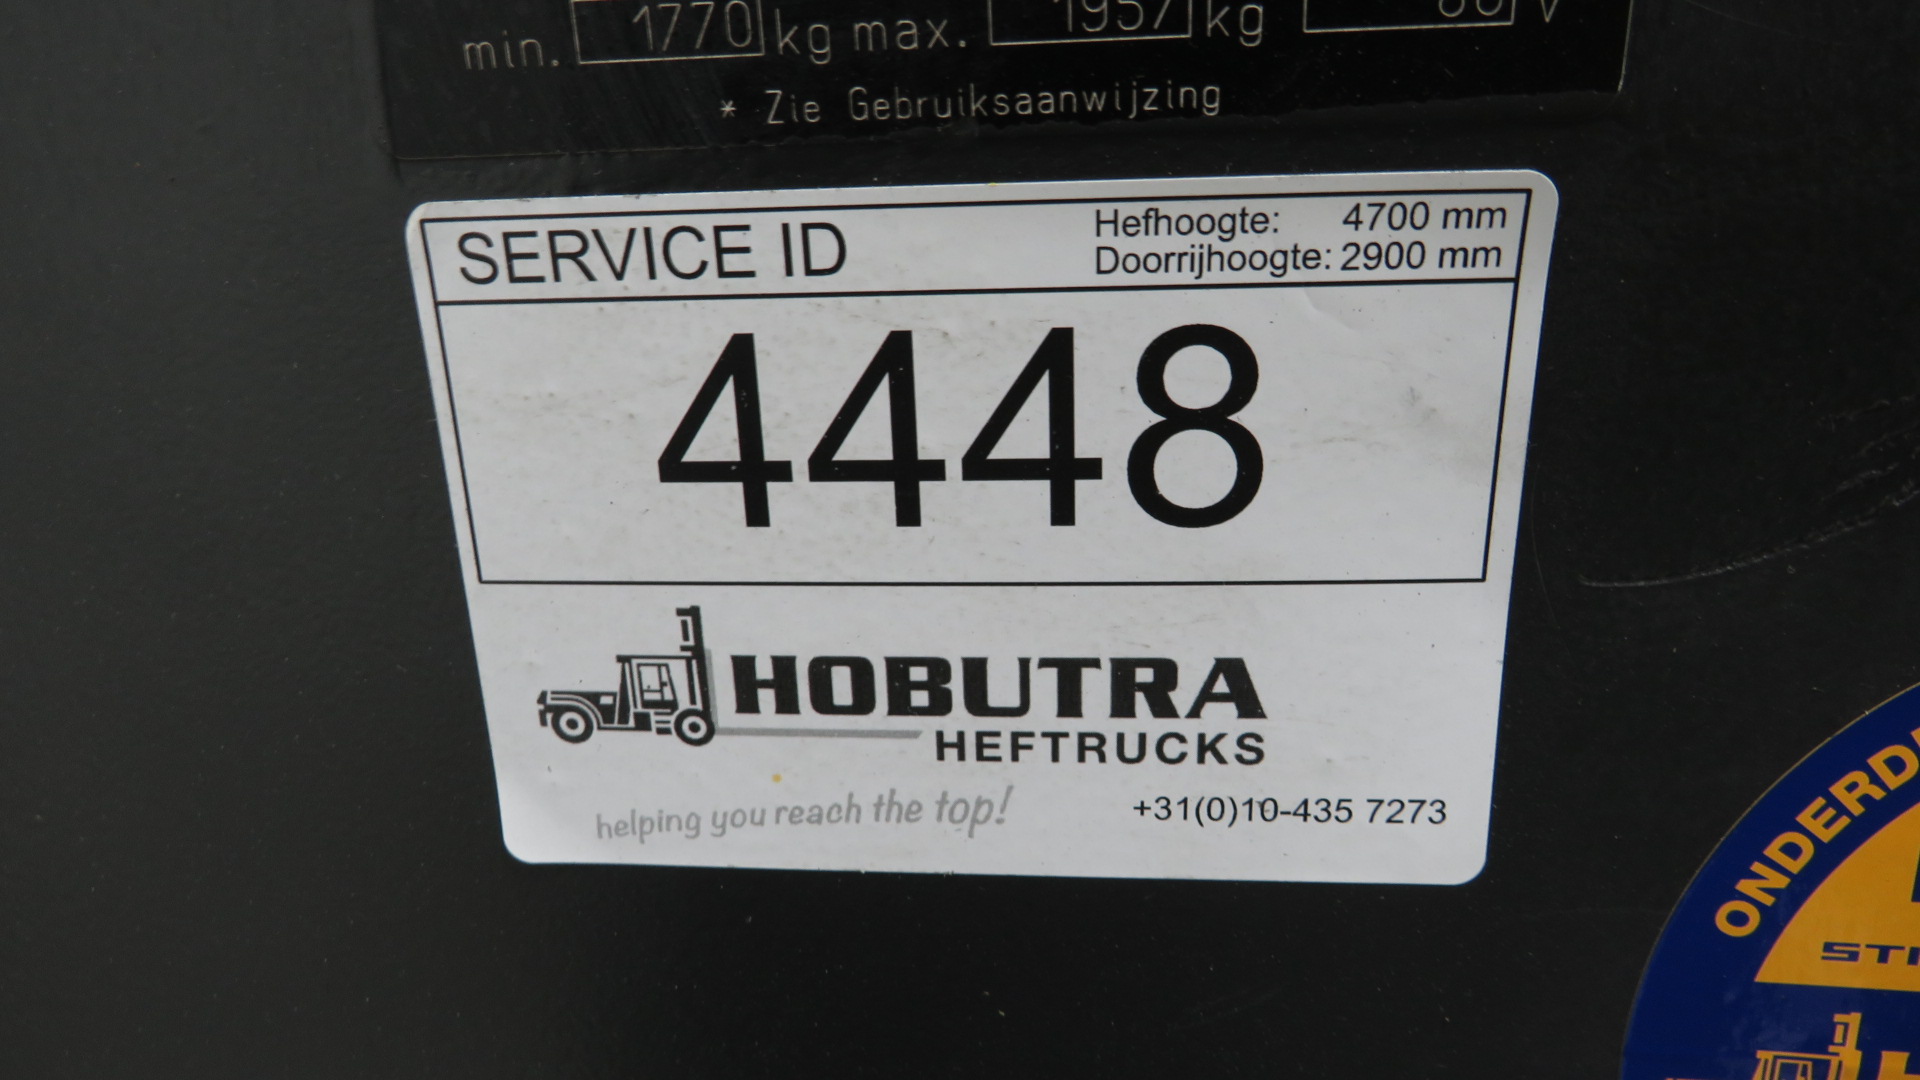 min. 1770 kg max. 1957 kg 80 V
* Zie Gebruiksaanwijzing
SERVICE ID
Hefhoogte: 4700 mm
Doorrijhoogte: 2900 mm
4448
HOBUTRA
HEFTRUCKS
helping you reach the top!
+31(0)10-435 7273